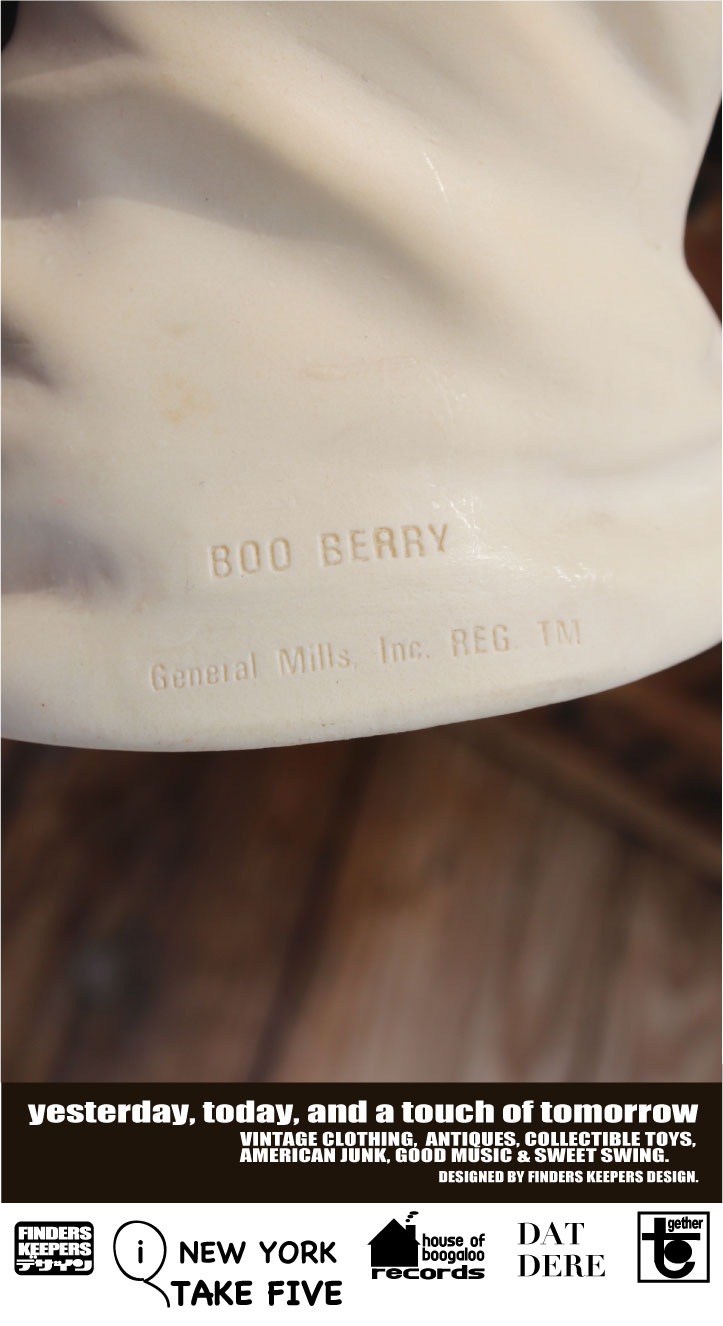 BOO BERRY
General Mills, Inc. REG. TM
yesterday, today, and a touch of tomorrow
VINTAGE CLOTHING, ANTIQUES, COLLECTIBLE TOYS,
AMERICAN JUNK, GOOD MUSIC & SWEET SWING.
DESIGNED BY FINDERS KEEPERS DESIGN.
FINDERS
KEEPERS
デザイン
i NEW YORK
TAKE FIVE
house of
boogaloo
records
DAT
DERE
tgether